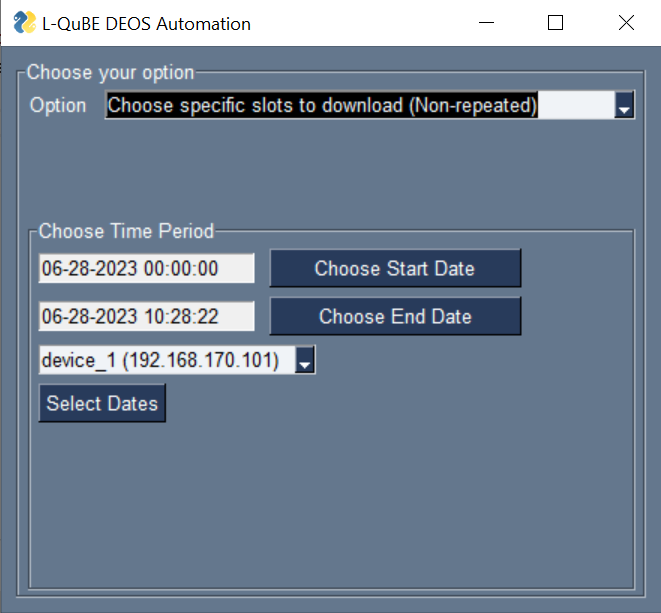 L-QuBE DEOS Automation
Choose your option
Option Choose specific slots to download (Non-repeated)
Choose Time Period
06-28-2023 00:00:00 Choose Start Date
06-28-2023 10:28:22 Choose End Date
device_1 (192.168.170.101)
Select Dates